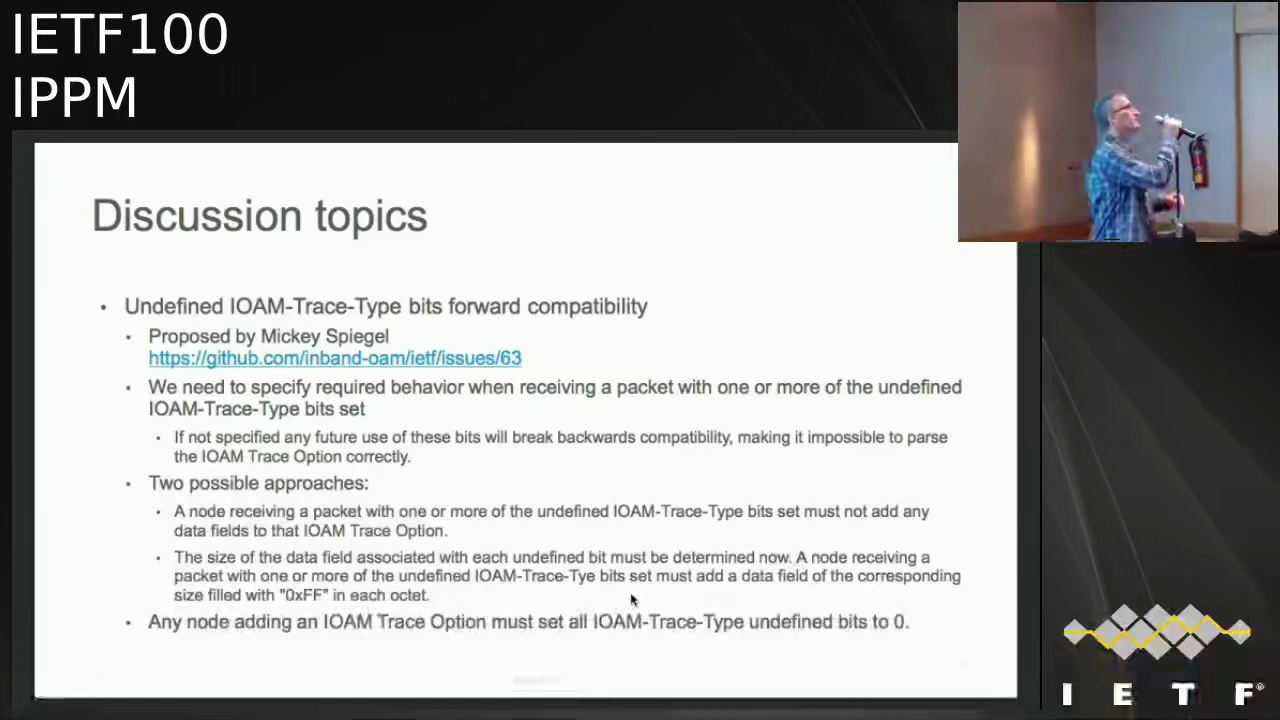 IETF100
IPPM
Discussion topics
• Undefined IOAM-Trace-Type bits forward compatibility
• Proposed by Mickey Spiegel
https://github.com/inband-oam/ietf/issues/63
• We need to specify required behavior when receiving a packet with one or more of the undefined
IOAM-Trace-Type bits set
• If not specified any future use of these bits will break backwards compatibility, making it impossible to parse
the IOAM Trace Option correctly.
• Two possible approaches:
• A node receiving a packet with one or more of the undefined IOAM-Trace-Type bits set must not add any
data fields to that IOAM Trace Option.
• The size of the data field associated with each undefined bit must be determined now. A node receiving a
packet with one or more of the undefined IOAM-Trace-Tye bits set must add a data field of the corresponding
size filled with "0xFF" in each octet.
• Any node adding an IOAM Trace Option must set all IOAM-Trace-Type undefined bits to 0.
I E T F®